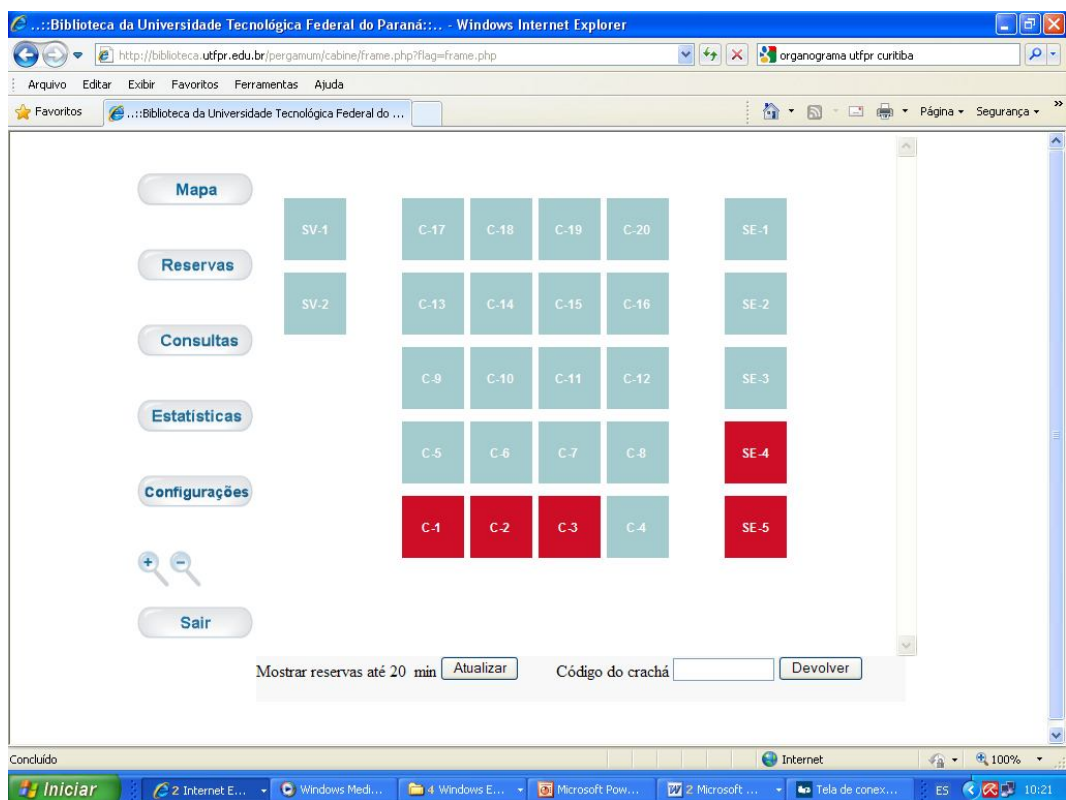 ..::Biblioteca da Universidade Tecnológica Federal do Paraná::.. - Windows Internet Explorer
http://biblioteca.utfpr.edu.br/pergamum/cabine/frame.php?flag=frame.php
organograma utfpr curitiba
Arquivo Editar Exibir Favoritos Ferramentas Ajuda
Favoritos ..::Biblioteca da Universidade Tecnológica Federal do ... Página Segurança »
Mapa
SV-1 C-17 C-18 C-19 C-20 SE-1
Reservas
SV-2 C-13 C-14 C-15 C-16 SE-2
Consultas
C-9 C-10 C-11 C-12 SE-3
Estatísticas
C-5 C-6 C-7 C-8 SE-4
Configurações
C-1 C-2 C-3 C-4 SE-5
Sair
Mostrar reservas até 20 min Atualizar Código do crachá Devolver
Concluído Internet 100%
Iniciar 2 Internet E... Windows Medi... 4 Windows E... Microsoft Pow... 2 Microsoft ... Tela de conex... ES 10:21